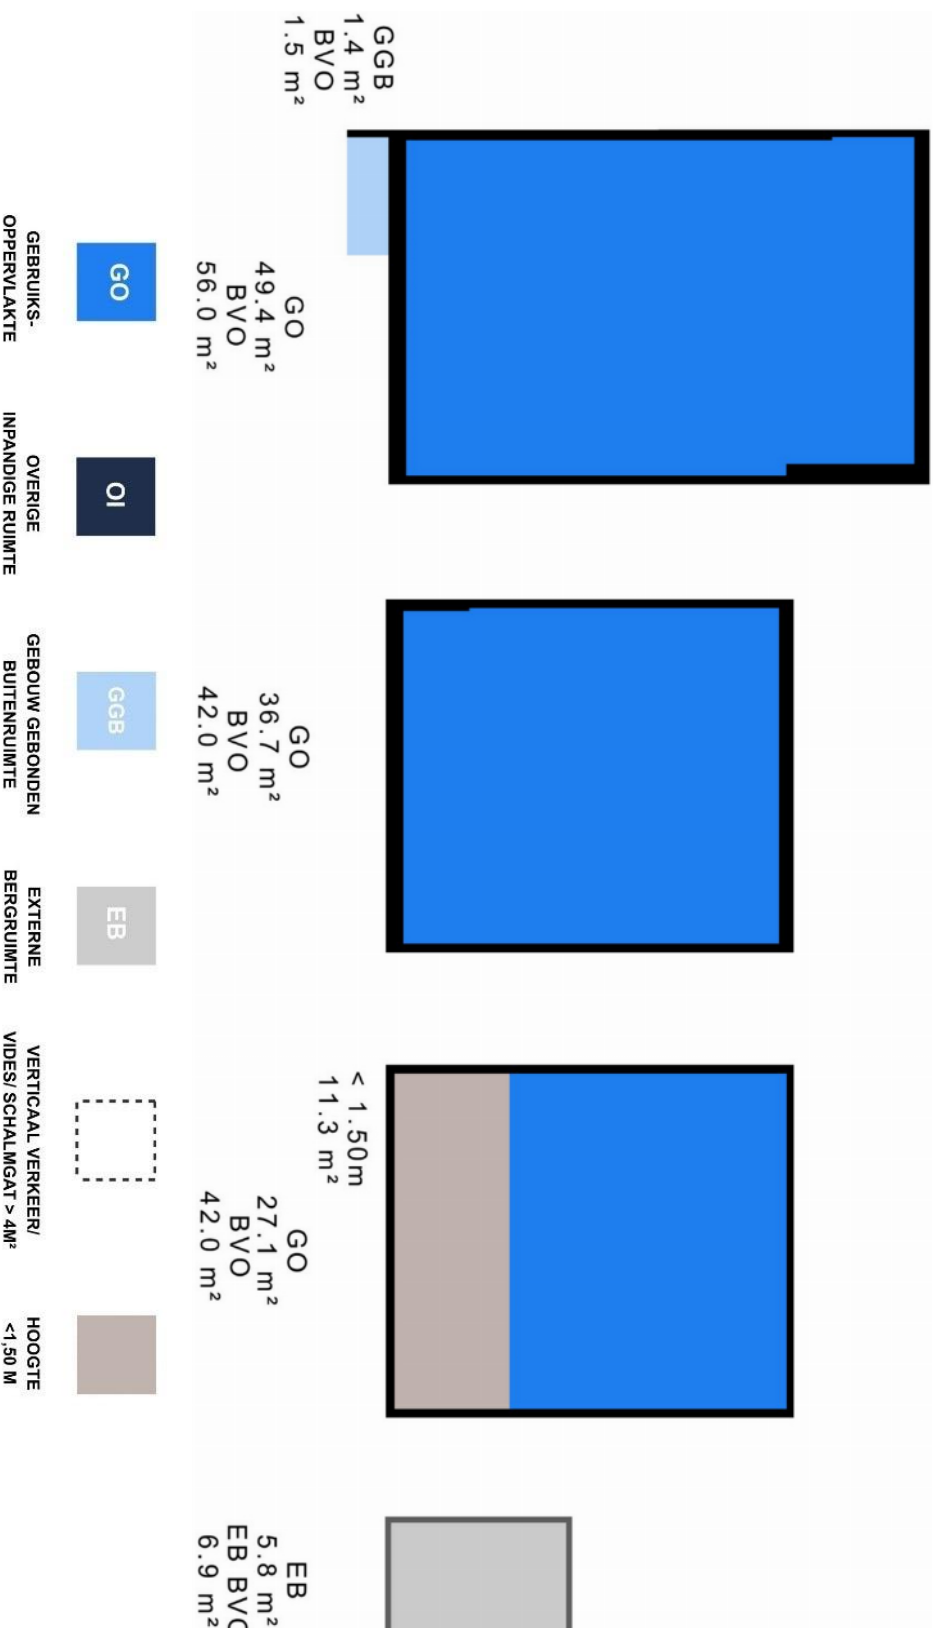 GGB
1.4 m²
BVO
1.5 m²
GO
49.4 m²
BVO
56.0 m²
GO
36.7 m²
BVO
42.0 m²
< 1.50m
11.3 m²
GO
27.1 m²
BVO
42.0 m²
EB
5.8 m²
EB BVO
6.9 m²
GO
GEBRUIKS-
OPPERVLAKTE
OI
OVERIGE
INPANDIGE RUIMTE
GGB
GEBOUW GEBONDEN
BUITENRUIMTE
EB
EXTERNE
BERGRUIMTE
VERTICAAL VERKEER/
VIDES/ SCHALMGAT > 4M²
HOOGTE
<1,50 M